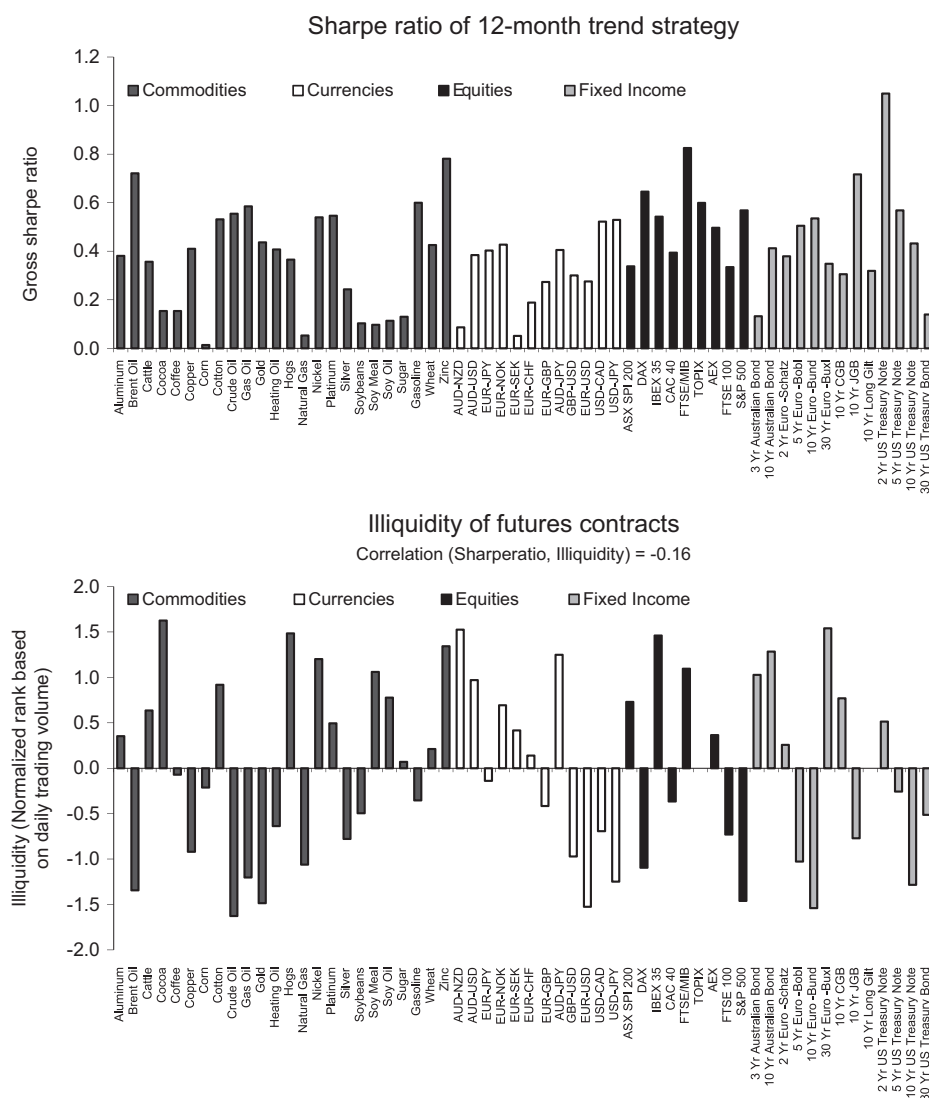 Sharpe ratio of 12-month trend strategy
1.2
1.0
0.8
0.6
0.4
0.2
0.0
Gross sharpe ratio
Commodities Currencies Equities Fixed Income
Aluminum
Brent Oil
Cattle
Cocoa
Coffee
Copper
Corn
Cotton
Crude Oil
Gas Oil
Gold
Heating Oil
Hogs
Natural Gas
Nickel
Platinum
Silver
Soybeans
Soy Meal
Soy Oil
Sugar
Gasoline
Wheat
Zinc
AUD-NZD
AUD-USD
EUR-JPY
EUR-NOK
EUR-SEK
EUR-CHF
EUR-GBP
AUD-JPY
GBP-USD
EUR-USD
USD-CAD
USD-JPY
ASX SPI 200
DAX
IBEX 35
CAC 40
FTSE/MIB
TOPIX
AEX
FTSE 100
S&P 500
3 Yr Australian Bond
10 Yr Australian Bond
2 Yr Euro -Schatz
5 Yr Euro -Bobl
10 Yr Euro -Bund
30 Yr Euro -Buxl
10 Yr CGB
10 Yr JGB
10 Yr Long Gilt
2 Yr US Treasury Note
5 Yr US Treasury Note
10 Yr US Treasury Note
30 Yr US Treasury Bond
Illiquidity of futures contracts
Correlation (Sharperatio, Illiquidity) = -0.16
2.0
1.5
1.0
0.5
0.0
-0.5
-1.0
-1.5
-2.0
Illiquidity (Normalized rank based
on daily trading volume)
Commodities Currencies Equities Fixed Income
Aluminum
Brent Oil
Cattle
Cocoa
Coffee
Copper
Corn
Cotton
Crude Oil
Gas Oil
Gold
Heating Oil
Hogs
Natural Gas
Nickel
Platinum
Silver
Soybeans
Soy Meal
Soy Oil
Sugar
Gasoline
Wheat
Zinc
AUD-NZD
AUD-USD
EUR-JPY
EUR-NOK
EUR-SEK
EUR-CHF
EUR-GBP
AUD-JPY
GBP-USD
EUR-USD
USD-CAD
USD-JPY
ASX SPI 200
DAX
IBEX 35
CAC 40
FTSE/MIB
TOPIX
AEX
FTSE 100
S&P 500
3 Yr Australian Bond
10 Yr Australian Bond
2 Yr Euro -Schatz
5 Yr Euro -Bobl
10 Yr Euro -Bund
30 Yr Euro -Buxl
10 Yr CGB
10 Yr JGB
10 Yr Long Gilt
2 Yr US Treasury Note
5 Yr US Treasury Note
10 Yr US Treasury Note
30 Yr US Treasury Bond